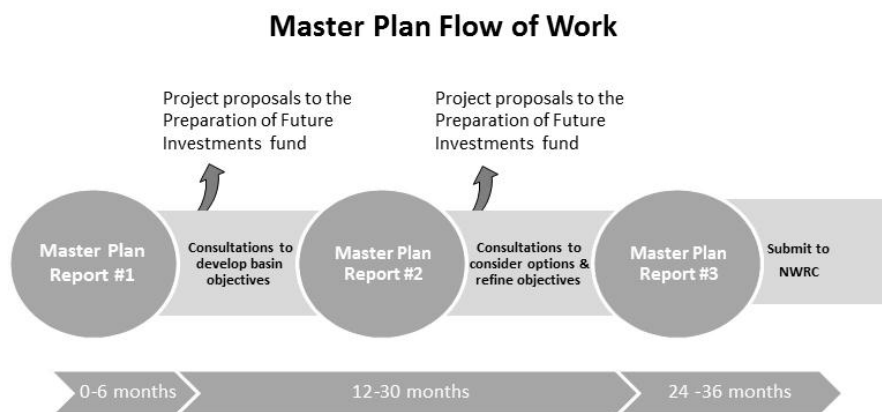 Master Plan Flow of Work
Project proposals to the
Preparation of Future
Investments fund
Project proposals to the
Preparation of Future
Investments fund
Master Plan
Report #1
Consultations to
develop basin
objectives
Master Plan
Report #2
Consultations to
consider options &
refine objectives
Master Plan
Report #3
Submit to
NWRC
0-6 months
12-30 months
24 -36 months